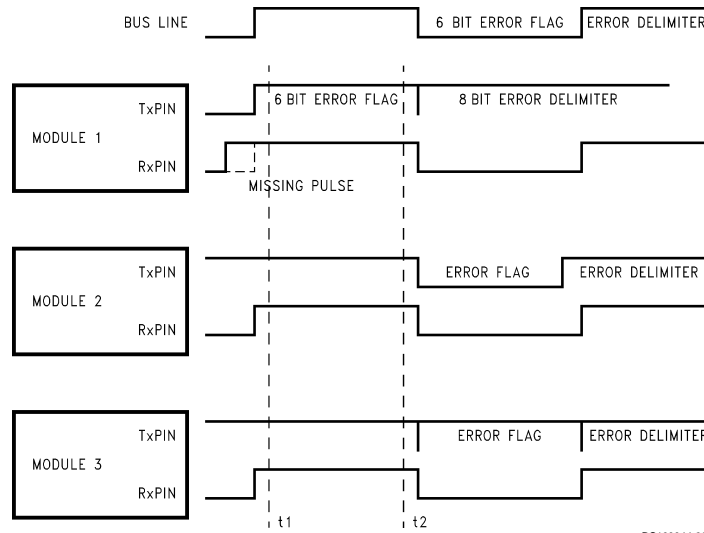 BUS LINE
6 BIT ERROR FLAG
ERROR DELIMITER
MODULE 1
TxPIN
RxPIN
6 BIT ERROR FLAG
8 BIT ERROR DELIMITER
MISSING PULSE
MODULE 2
TxPIN
RxPIN
ERROR FLAG
ERROR DELIMITER
MODULE 3
TxPIN
RxPIN
ERROR FLAG
ERROR DELIMITER
t1
t2